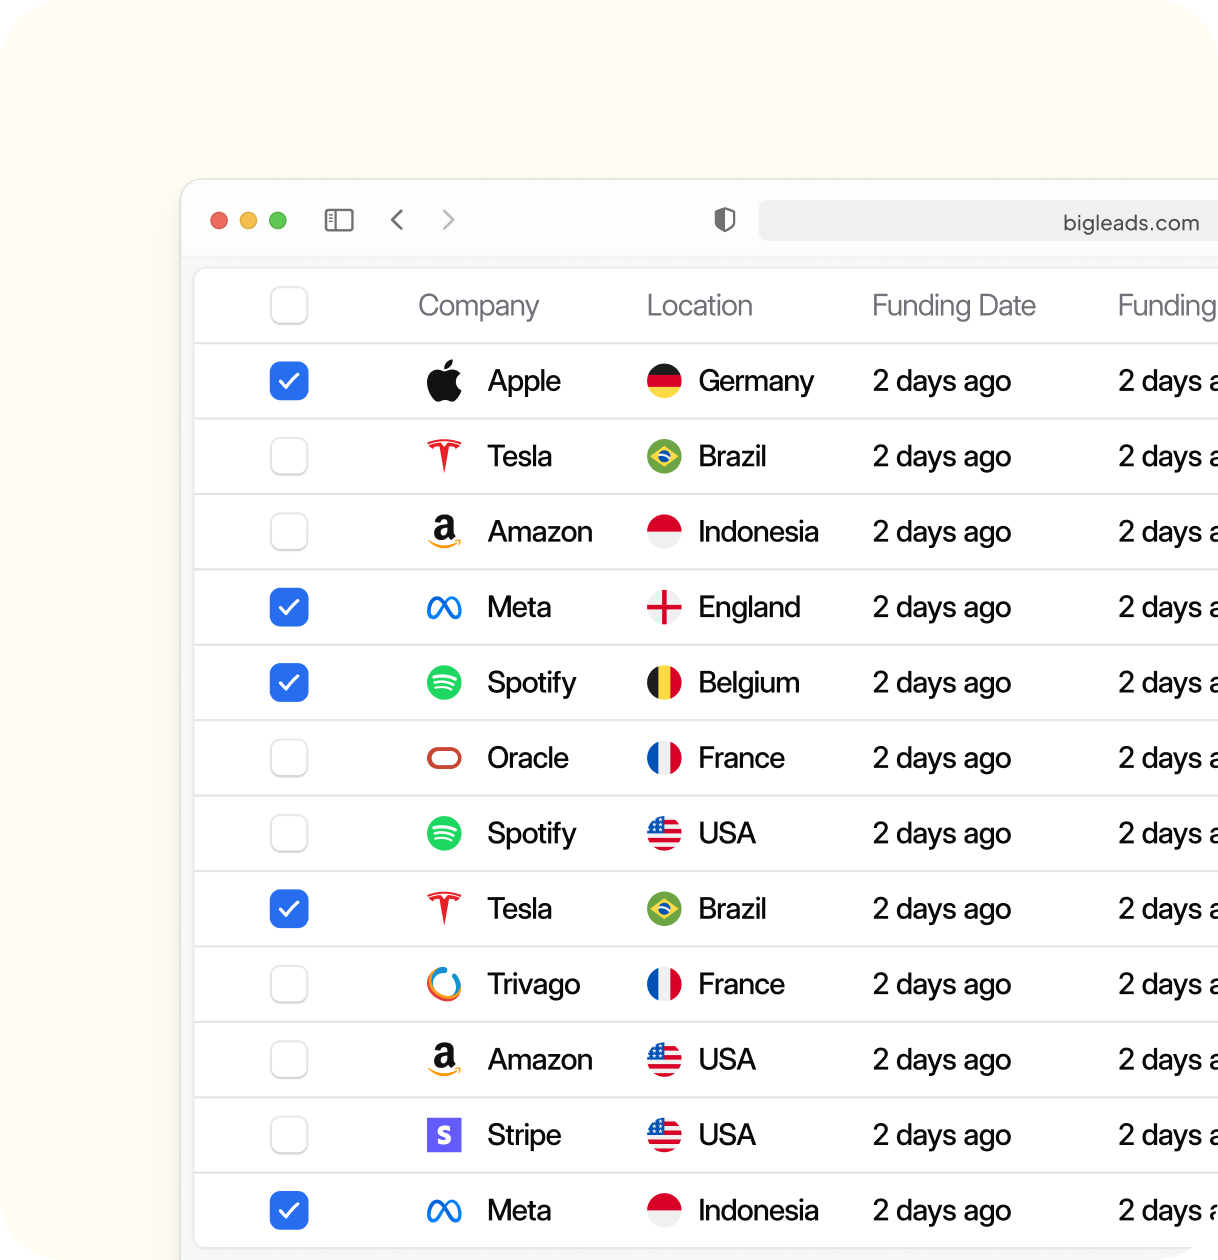 bigleads.com
Company Location Funding Date Funding
Apple Germany 2 days ago 2 days a
Tesla Brazil 2 days ago 2 days a
a Amazon Indonesia 2 days ago 2 days a
Meta England 2 days ago 2 days a
Spotify Belgium 2 days ago 2 days a
Oracle France 2 days ago 2 days a
Spotify USA 2 days ago 2 days a
Tesla Brazil 2 days ago 2 days a
Trivago France 2 days ago 2 days a
a Amazon USA 2 days ago 2 days a
S Stripe USA 2 days ago 2 days a
Meta Indonesia 2 days ago 2 days